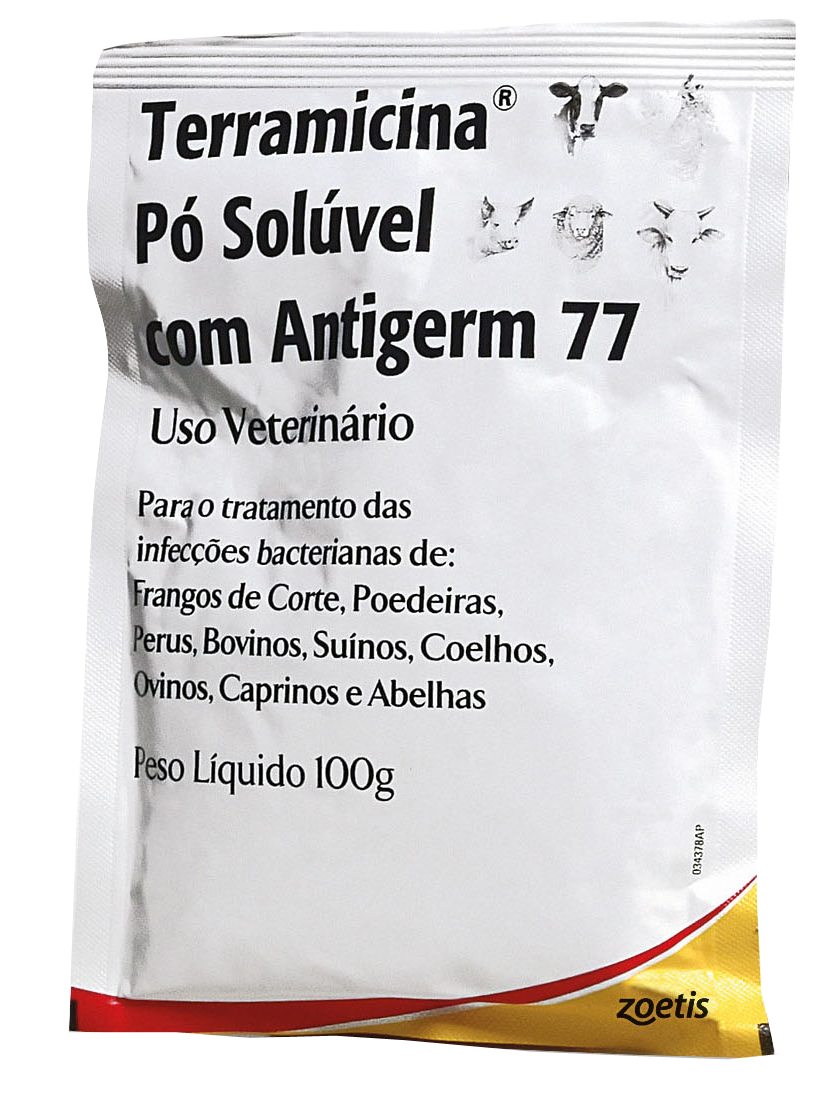 Terramicina®
Pó Solúvel
com Antigerm 77
Uso Veterinário
Para o tratamento das
infecções bacterianas de:
Frangos de Corte, Poedeiras,
Perus, Bovinos, Suínos, Coelhos,
Ovinos, Caprinos e Abelhas
Peso Líquido 100g
034378AP
zoetis